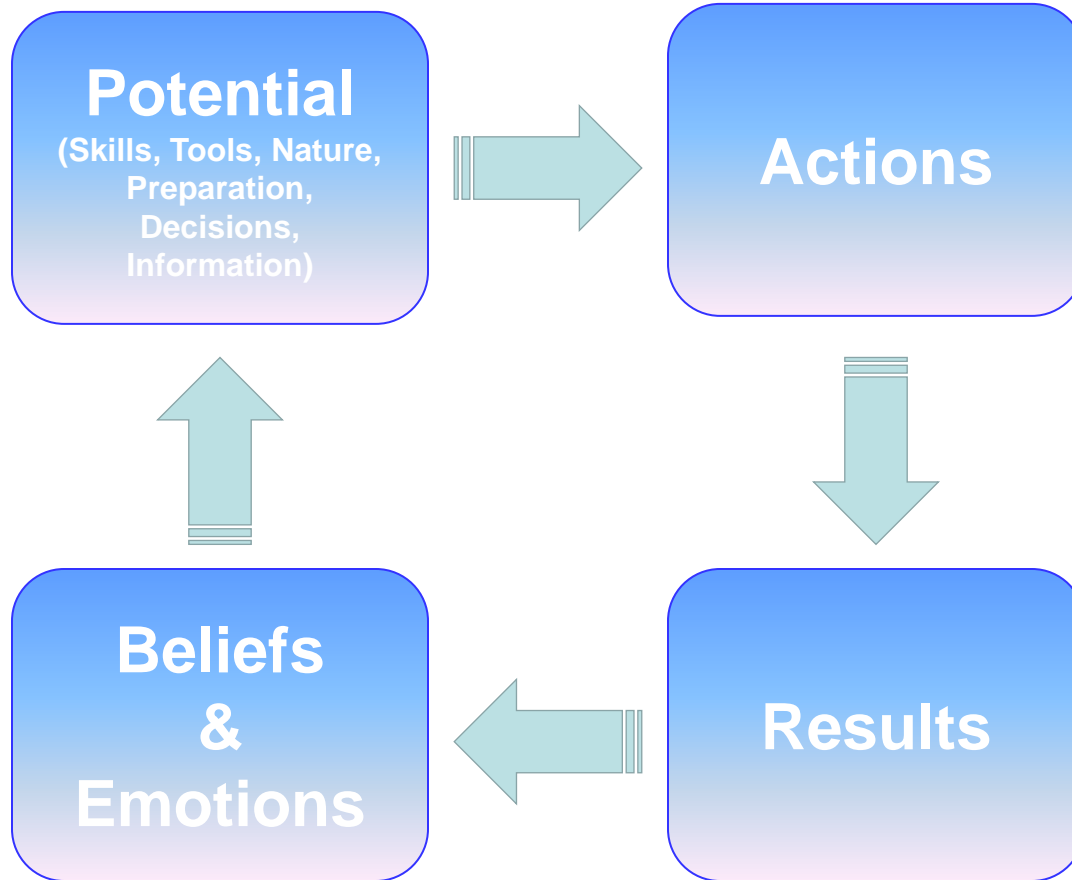 Potential
(Skills, Tools, Nature,
Preparation,
Decisions,
Information)
Actions
Beliefs
&
Emotions
Results